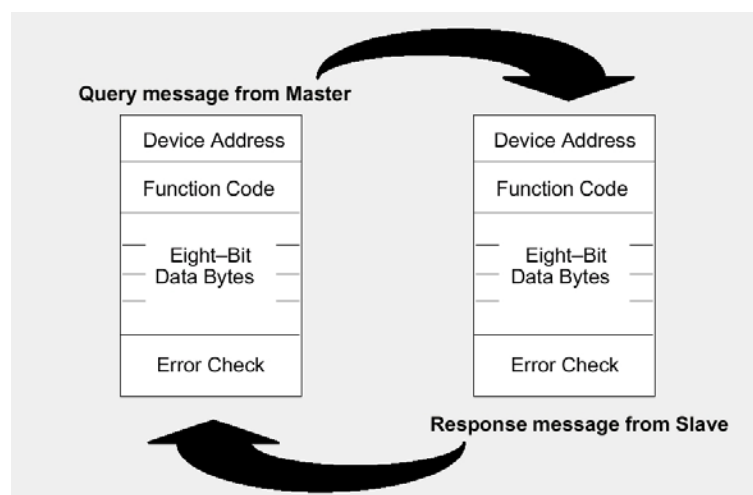 Query message from Master
Device Address
Function Code
Eight–Bit
Data Bytes
Error Check
Device Address
Function Code
Eight–Bit
Data Bytes
Error Check
Response message from Slave